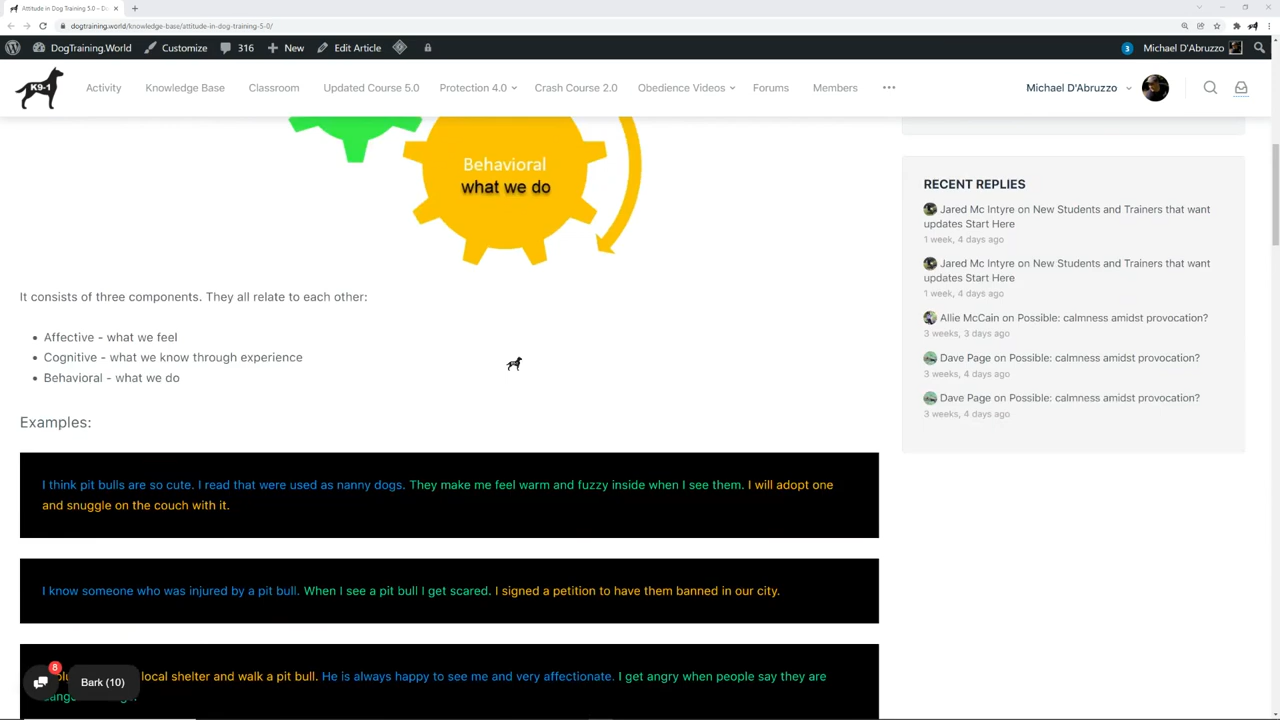 Attitude in Dog Training 5.0 – D
dogtraining.world/knowledge-base/attitude-in-dog-training-5-0/
DogTraining.World Customize 316 New Edit Article 3 Michael D'Abruzzo
K9-1 Activity Knowledge Base Classroom Updated Course 5.0 Protection 4.0 Crash Course 2.0 Obedience Videos Forums Members Michael D'Abruzzo
Behavioral
what we do
It consists of three components. They all relate to each other:
Affective - what we feel
Cognitive - what we know through experience
Behavioral - what we do
Examples:
I think pit bulls are so cute. I read that were used as nanny dogs. They make me feel warm and fuzzy inside when I see them. I will adopt one
and snuggle on the couch with it.
I know someone who was injured by a pit bull. When I see a pit bull I get scared. I signed a petition to have them banned in our city.
local shelter and walk a pit bull. He is always happy to see me and very affectionate. I get angry when people say they are
8
Bark (10)
RECENT REPLIES
Jared Mc Intyre on New Students and Trainers that want
updates Start Here
1 week, 4 days ago
Jared Mc Intyre on New Students and Trainers that want
updates Start Here
1 week, 4 days ago
Allie McCain on Possible: calmness amidst provocation?
3 weeks, 3 days ago
Dave Page on Possible: calmness amidst provocation?
3 weeks, 4 days ago
Dave Page on Possible: calmness amidst provocation?
3 weeks, 4 days ago